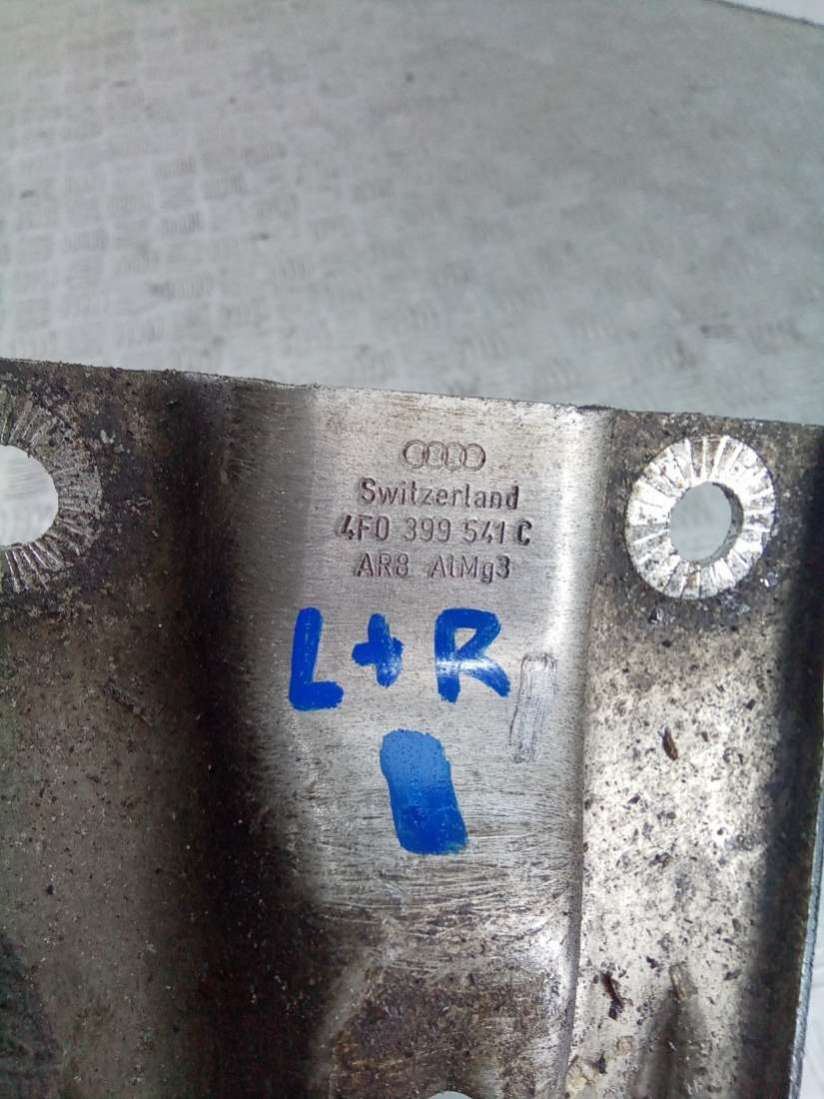 Switzerland
4F0 399 541 C
AR8 AlMg3
L+R